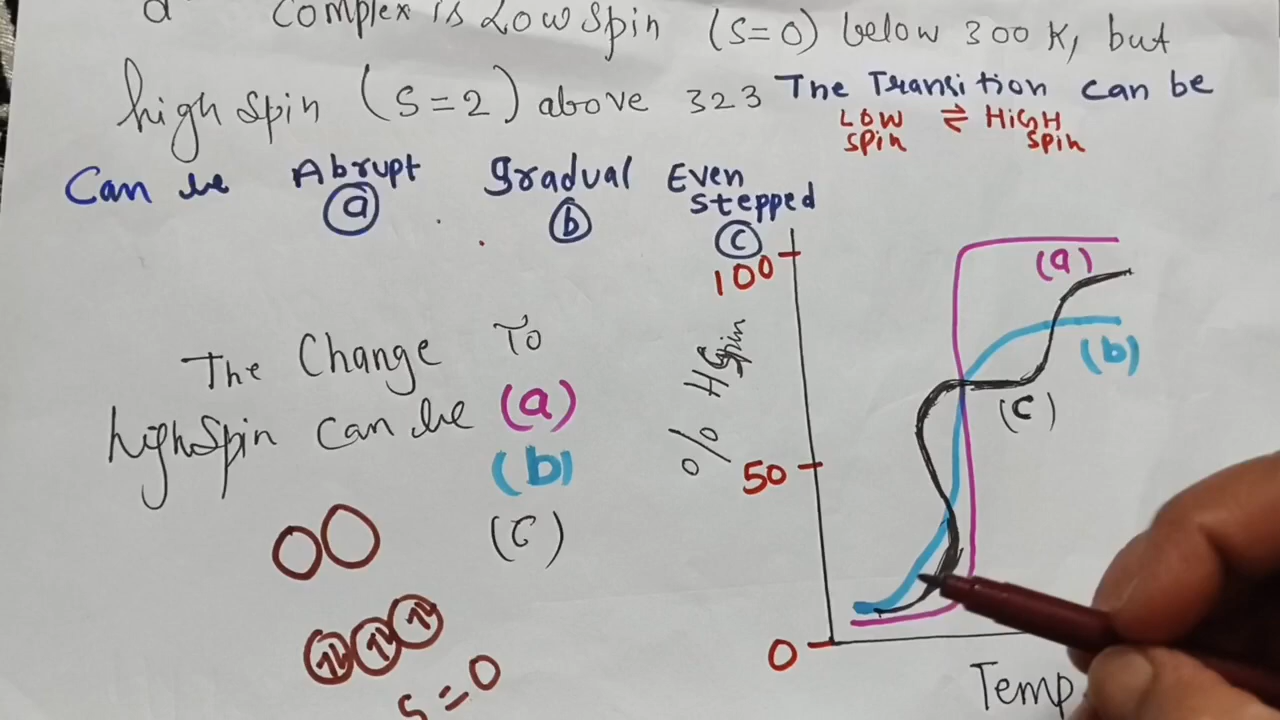 d complex is Low Spin (S=0) below 300 K, but
high spin (S=2) above 323 The Transition can be
LOW SPIN ⇌ HIGH SPIN
Can be Abrupt gradual Even stepped
(a) (b) (c)
The Change To
high Spin can be (a)
(b)
(c)
S=0
100
50
0
% H Spin
(a)
(b)
(c)
Temp.